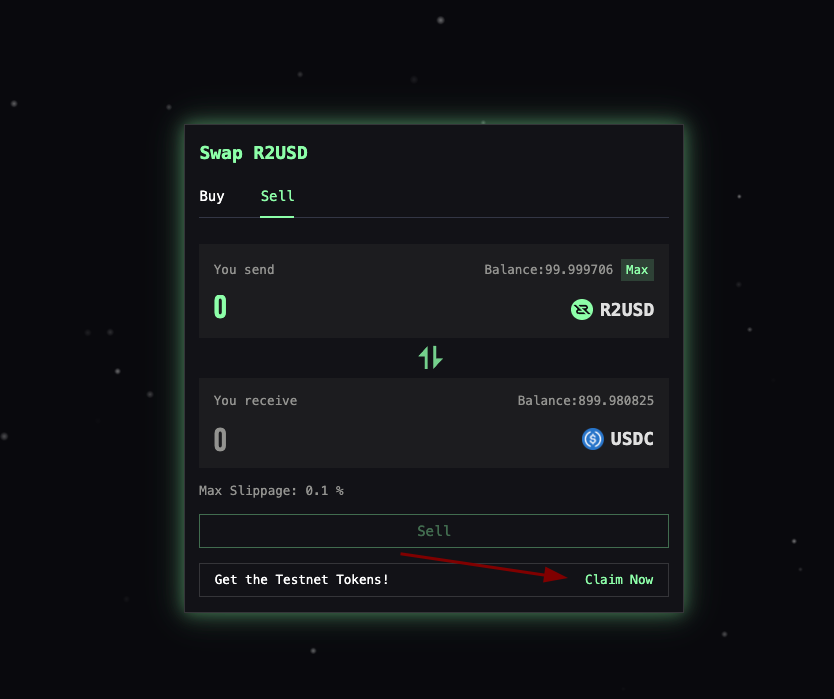 Swap R2USD
Buy Sell
You send Balance:99.999706 Max
0 R2USD
You receive Balance:899.980825
0 USDC
Max Slippage: 0.1 %
Sell
Get the Testnet Tokens! Claim Now